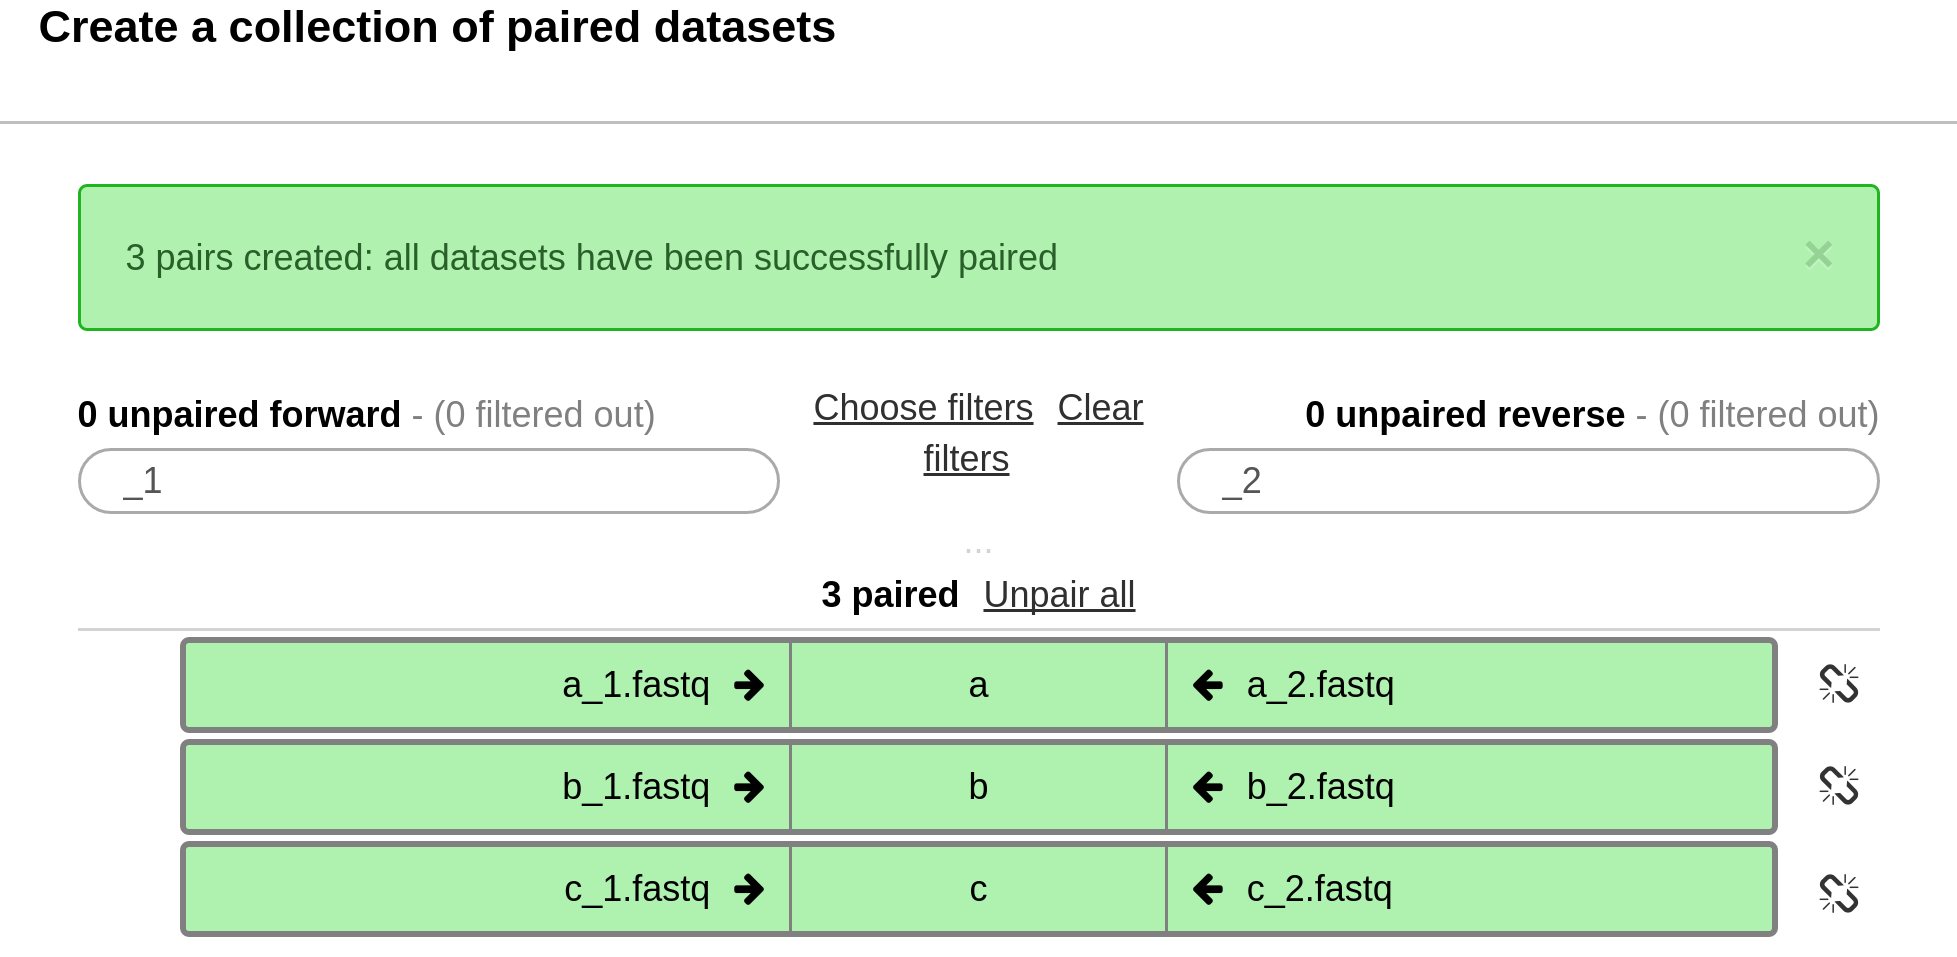 Create a collection of paired datasets
3 pairs created: all datasets have been successfully paired ×
0 unpaired forward - (0 filtered out)
Choose filters Clear
filters
0 unpaired reverse - (0 filtered out)
_1
_2
...
3 paired Unpair all
a_1.fastq → a ← a_2.fastq
b_1.fastq → b ← b_2.fastq
c_1.fastq → c ← c_2.fastq